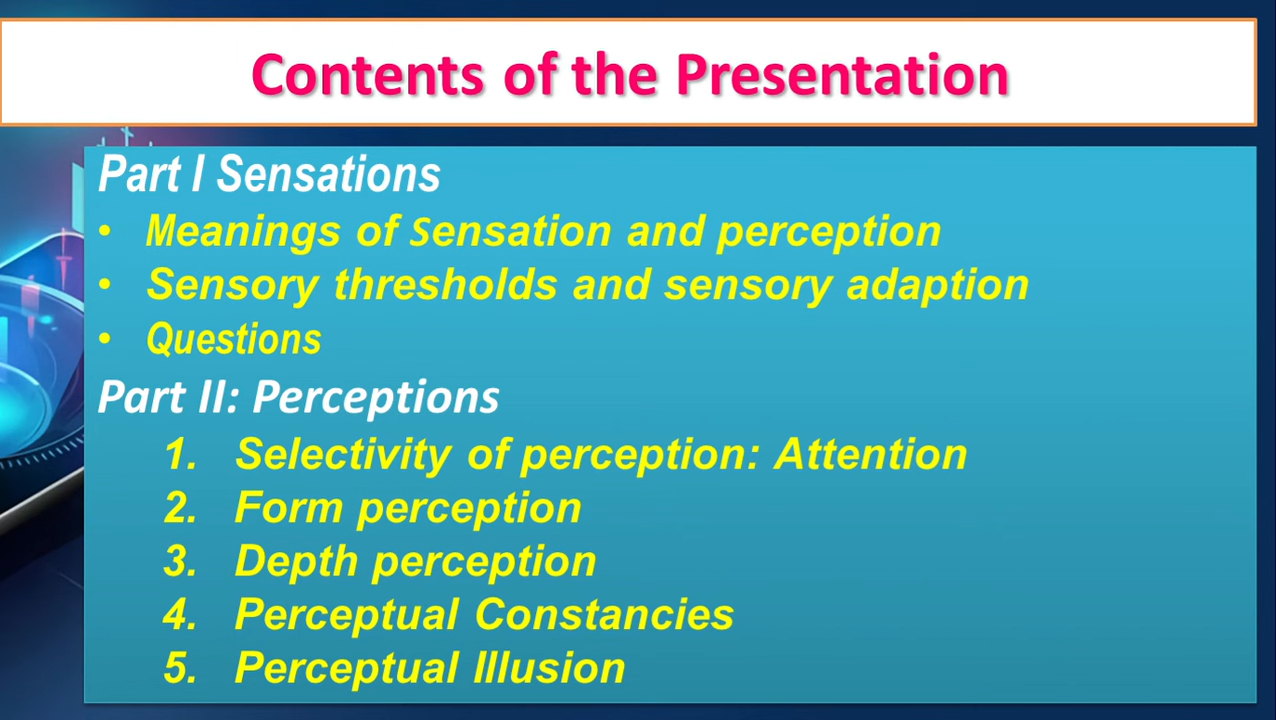 Contents of the Presentation
Part I Sensations
• Meanings of Sensation and perception
• Sensory thresholds and sensory adaption
• Questions
Part II: Perceptions
1. Selectivity of perception: Attention
2. Form perception
3. Depth perception
4. Perceptual Constancies
5. Perceptual Illusion